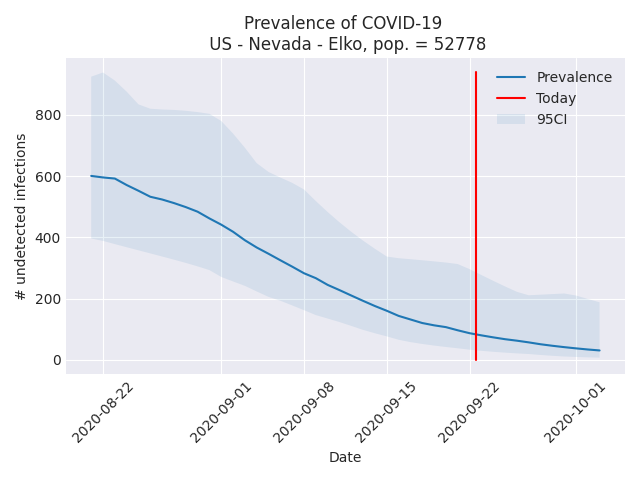 Prevalence of COVID-19
US - Nevada - Elko, pop. = 52778
Prevalence
Today
95CI
# undetected infections
800
600
400
200
0
2020-08-22
2020-09-01
2020-09-08
2020-09-15
2020-09-22
2020-10-01
Date